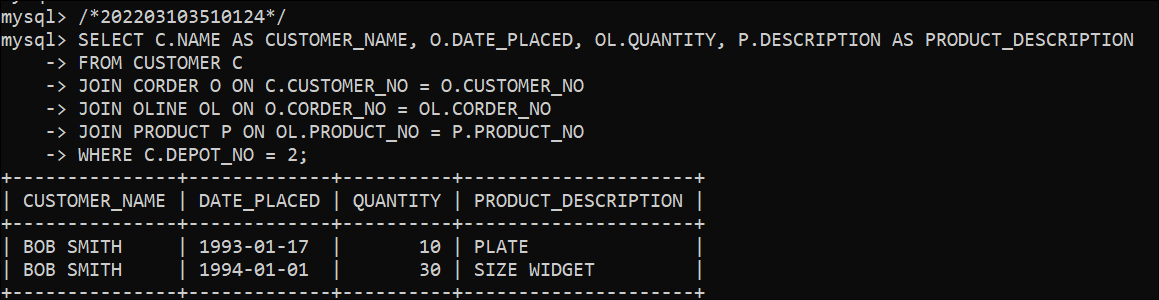 mysql> /*202203103510124*/
mysql> SELECT C.NAME AS CUSTOMER_NAME, O.DATE_PLACED, OL.QUANTITY, P.DESCRIPTION AS PRODUCT_DESCRIPTION
    -> FROM CUSTOMER C
    -> JOIN CORDER O ON C.CUSTOMER_NO = O.CUSTOMER_NO
    -> JOIN OLINE OL ON O.CORDER_NO = OL.CORDER_NO
    -> JOIN PRODUCT P ON OL.PRODUCT_NO = P.PRODUCT_NO
    -> WHERE C.DEPOT_NO = 2;
+---------------+-------------+----------+---------------------+
| CUSTOMER_NAME | DATE_PLACED | QUANTITY | PRODUCT_DESCRIPTION |
+---------------+-------------+----------+---------------------+
| BOB SMITH     | 1993-01-17  |       10 | PLATE               |
| BOB SMITH     | 1994-01-01  |       30 | SIZE WIDGET         |
+---------------+-------------+----------+---------------------+